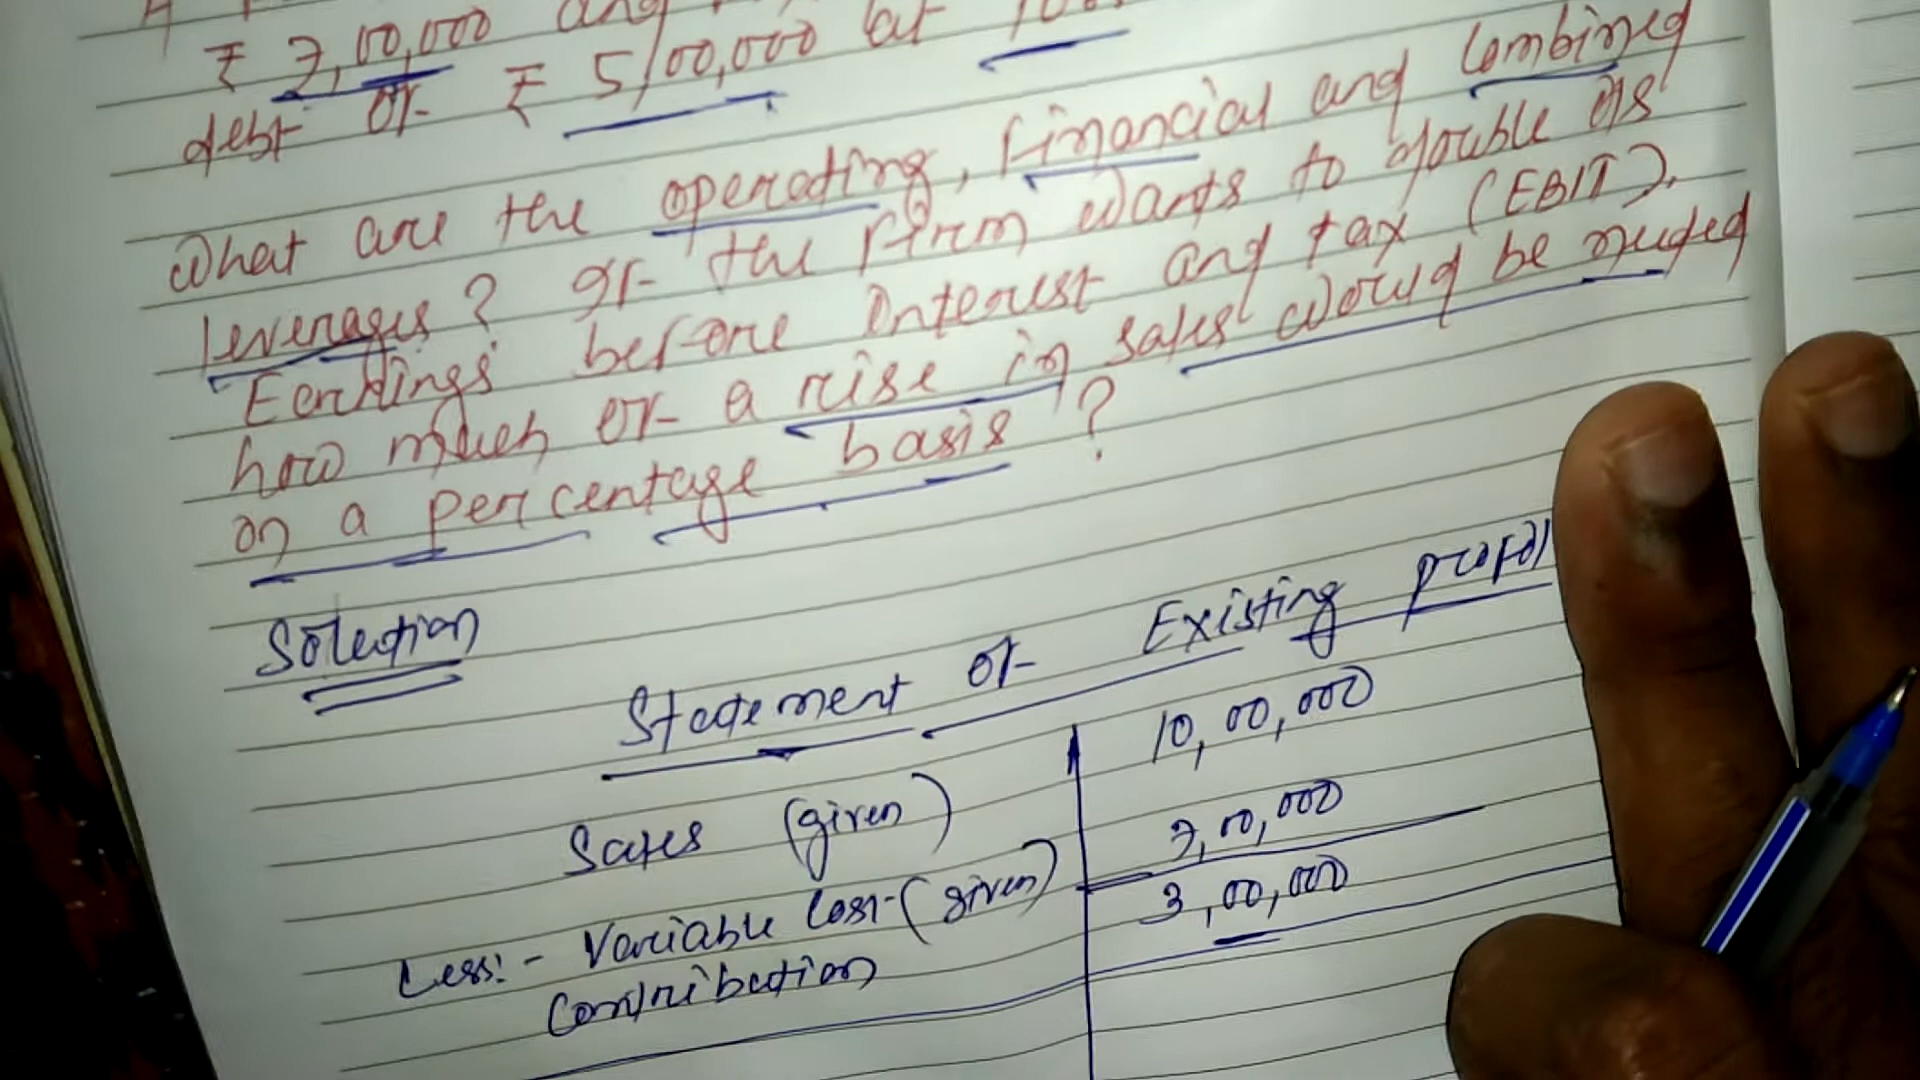 ₹ 7,00,000 and
debt of ₹ 5,00,000 at 10%
What are the operating, financial and combined
leverages? If the firm wants to double its
Earnings before interest and tax (EBIT),
how much of a rise in sales would be needed
on a percentage basis?
Solution
Statement of Existing profit
Sales (given) 10,00,000
Less:- Variable Cost (given) 7,00,000
Contribution 3,00,000